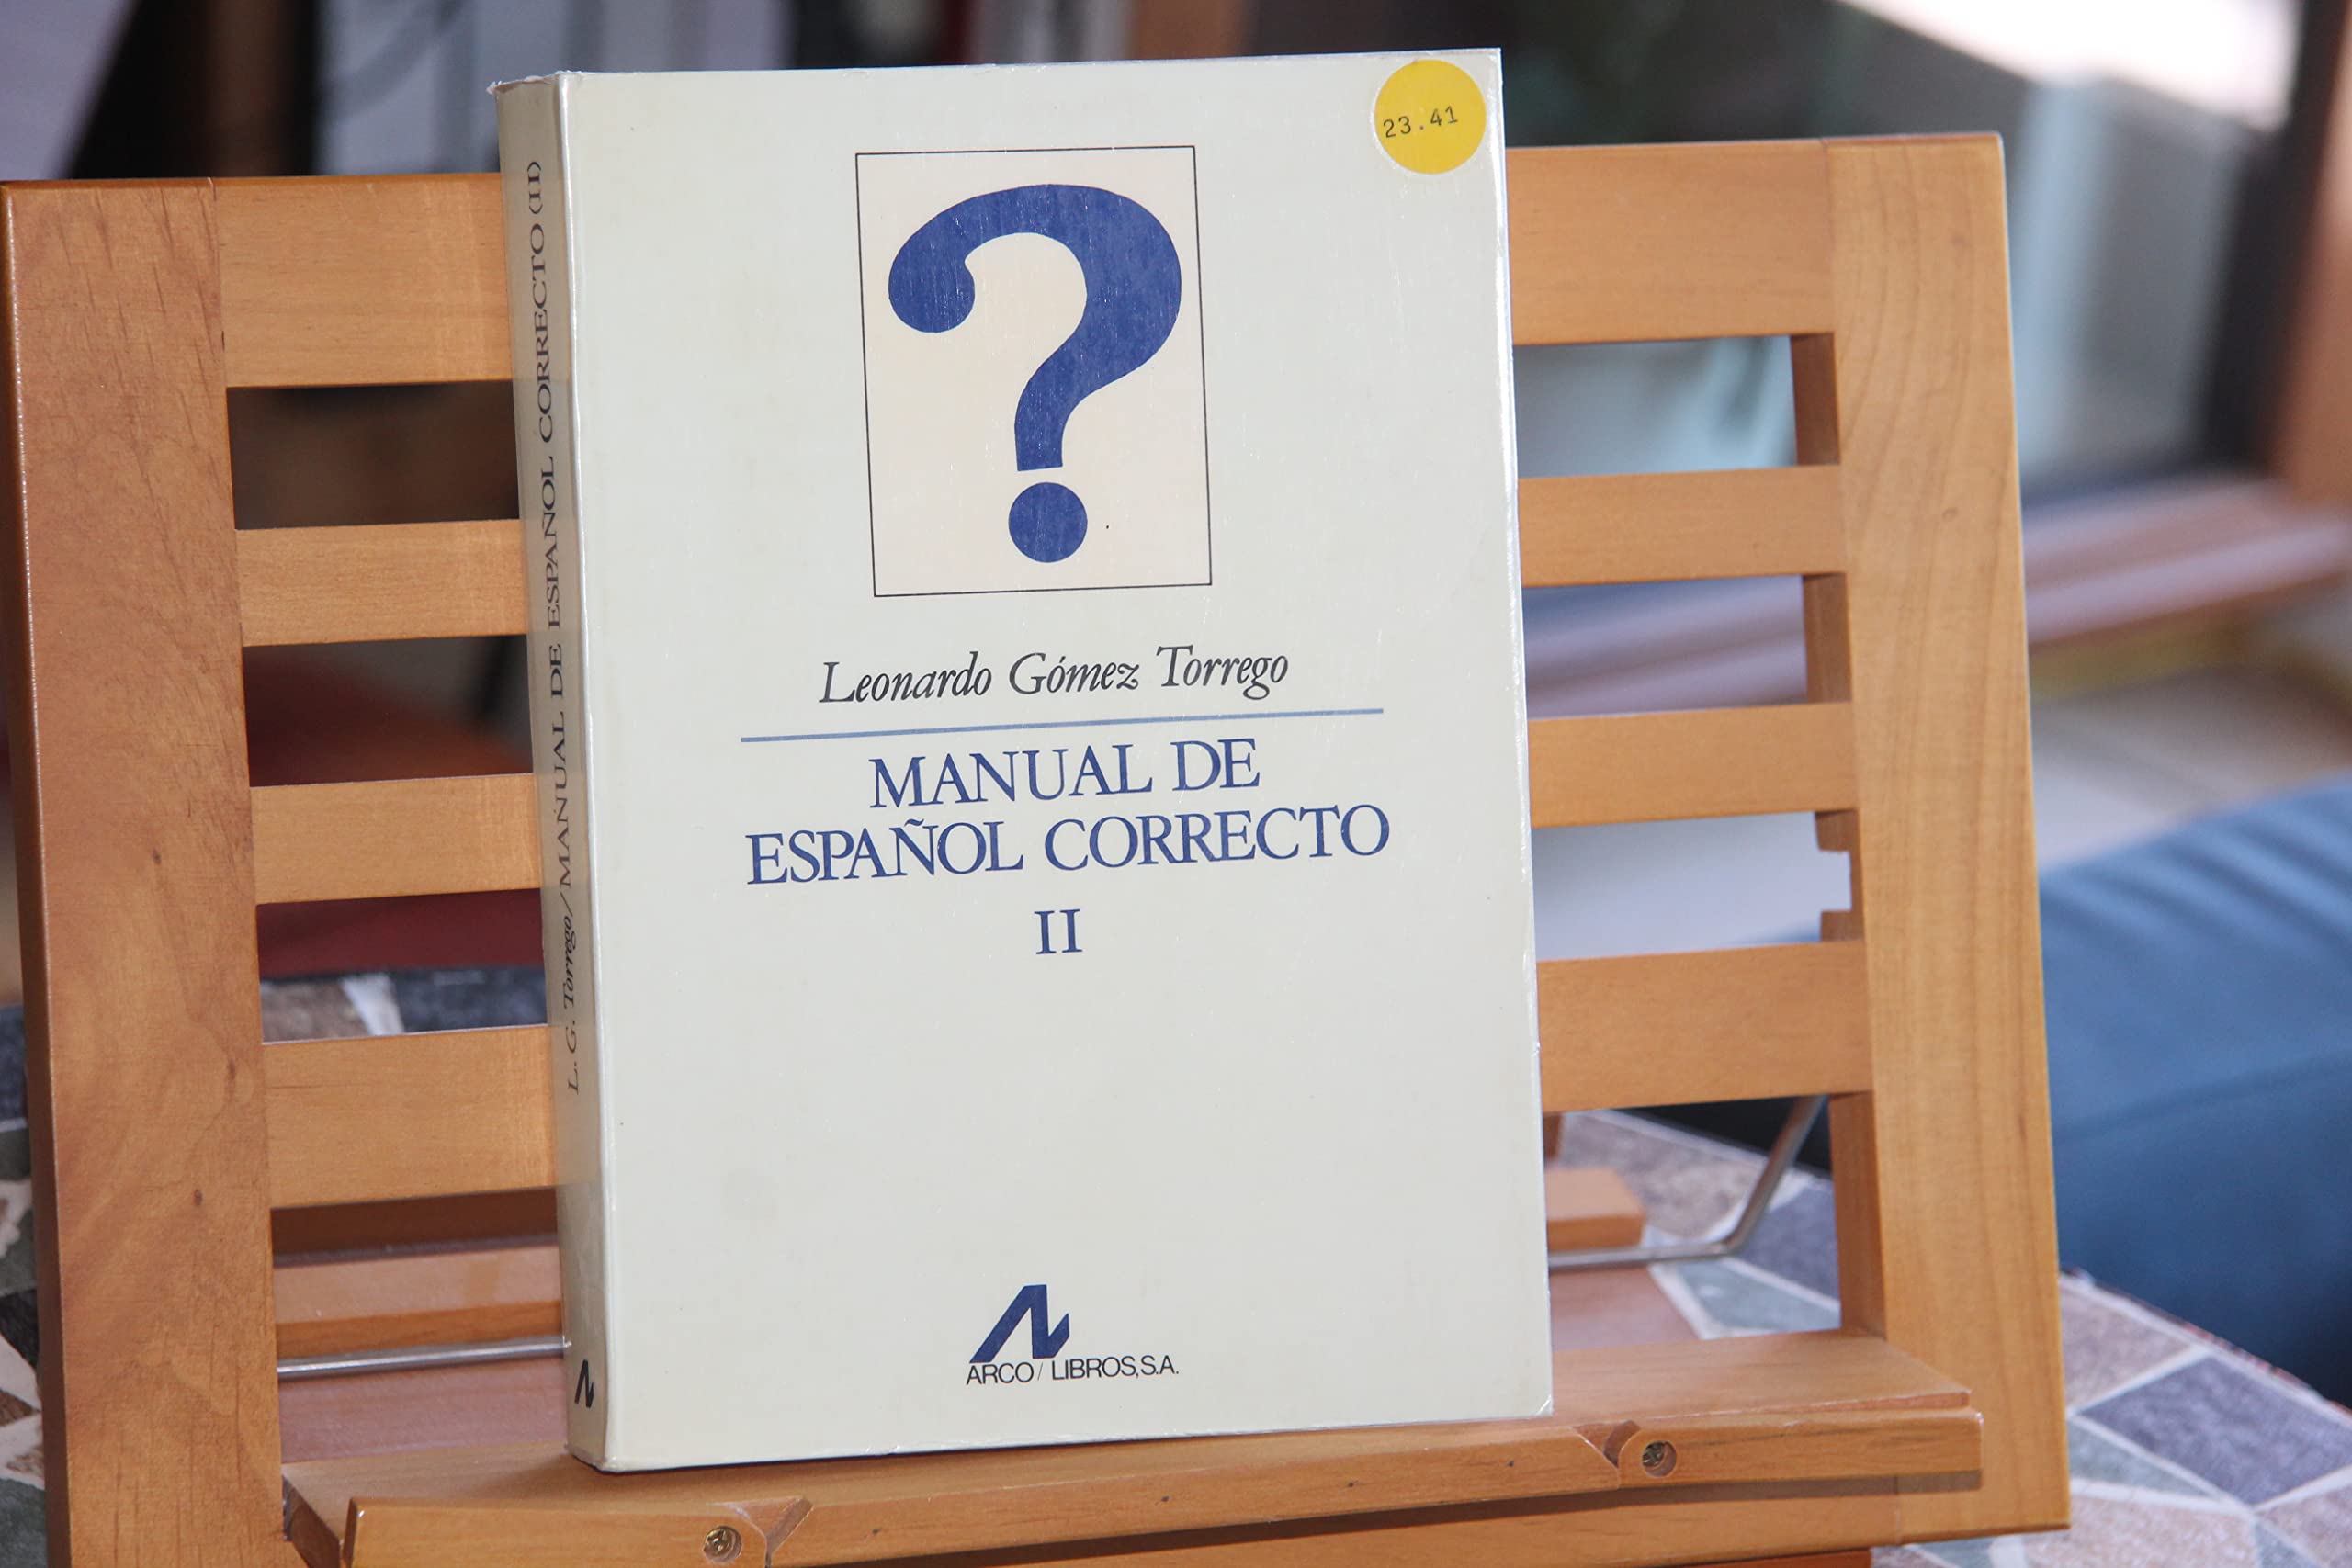 23.41
?
Leonardo Gómez Torrego
MANUAL DE
ESPAÑOL CORRECTO
II
ARCO/LIBROS,S.A.
L. G. Torrego/MANUAL DE ESPAÑOL CORRECTO (II)